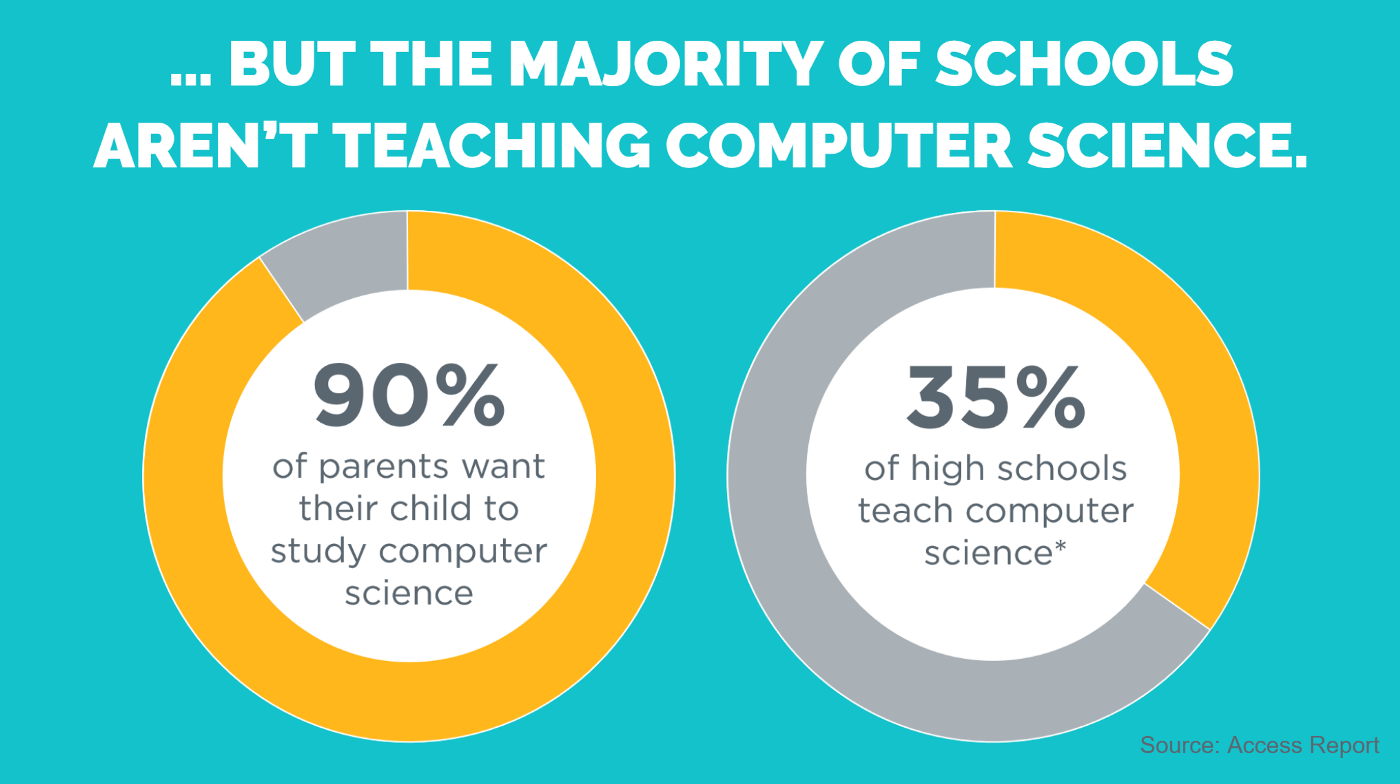 ... BUT THE MAJORITY OF SCHOOLS
AREN’T TEACHING COMPUTER SCIENCE.
90%
of parents want
their child to
study computer
science
35%
of high schools
teach computer
science*
Source: Access Report